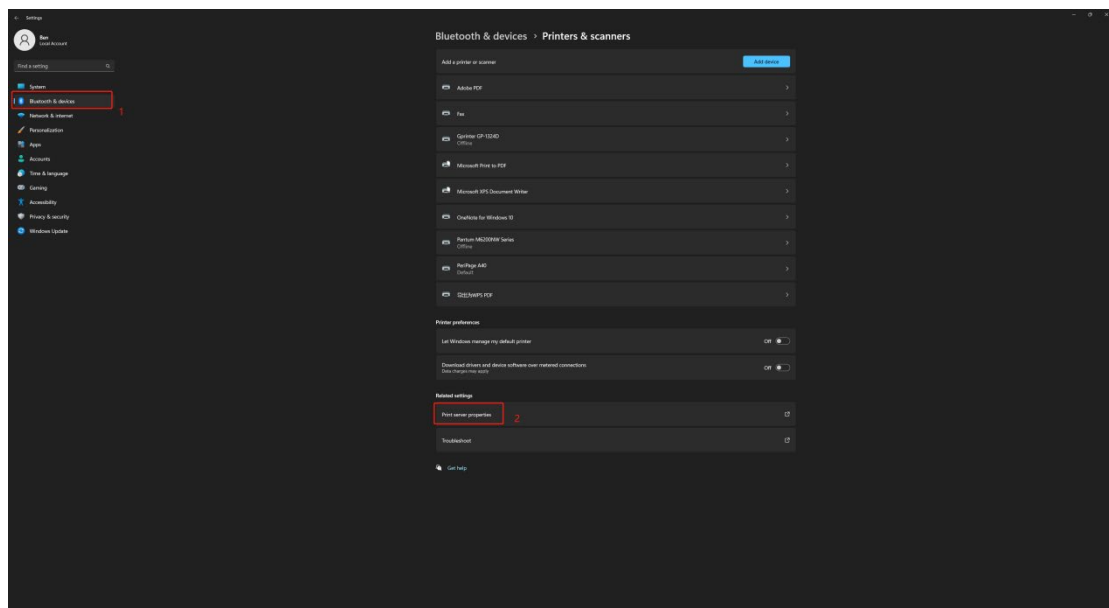 Settings
Ben
Local Account
Find a setting
System
Bluetooth & devices
1
Network & internet
Personalization
Apps
Accounts
Time & language
Gaming
Accessibility
Privacy & security
Windows Update
Bluetooth & devices > Printers & scanners
Add a printer or scanner
Add device
Adobe PDF
Fax
Gprinter GP-1324D
Offline
Microsoft Print to PDF
Microsoft XPS Document Writer
OneNote for Windows 10
Pantum M6200NW Series
Offline
PeriPage A40
Default
WPS PDF
Printer preferences
Let Windows manage my default printer
Off
Download drivers and device software over metered connections
Data charges may apply
Off
Related settings
Print server properties
2
Troubleshoot
Get help